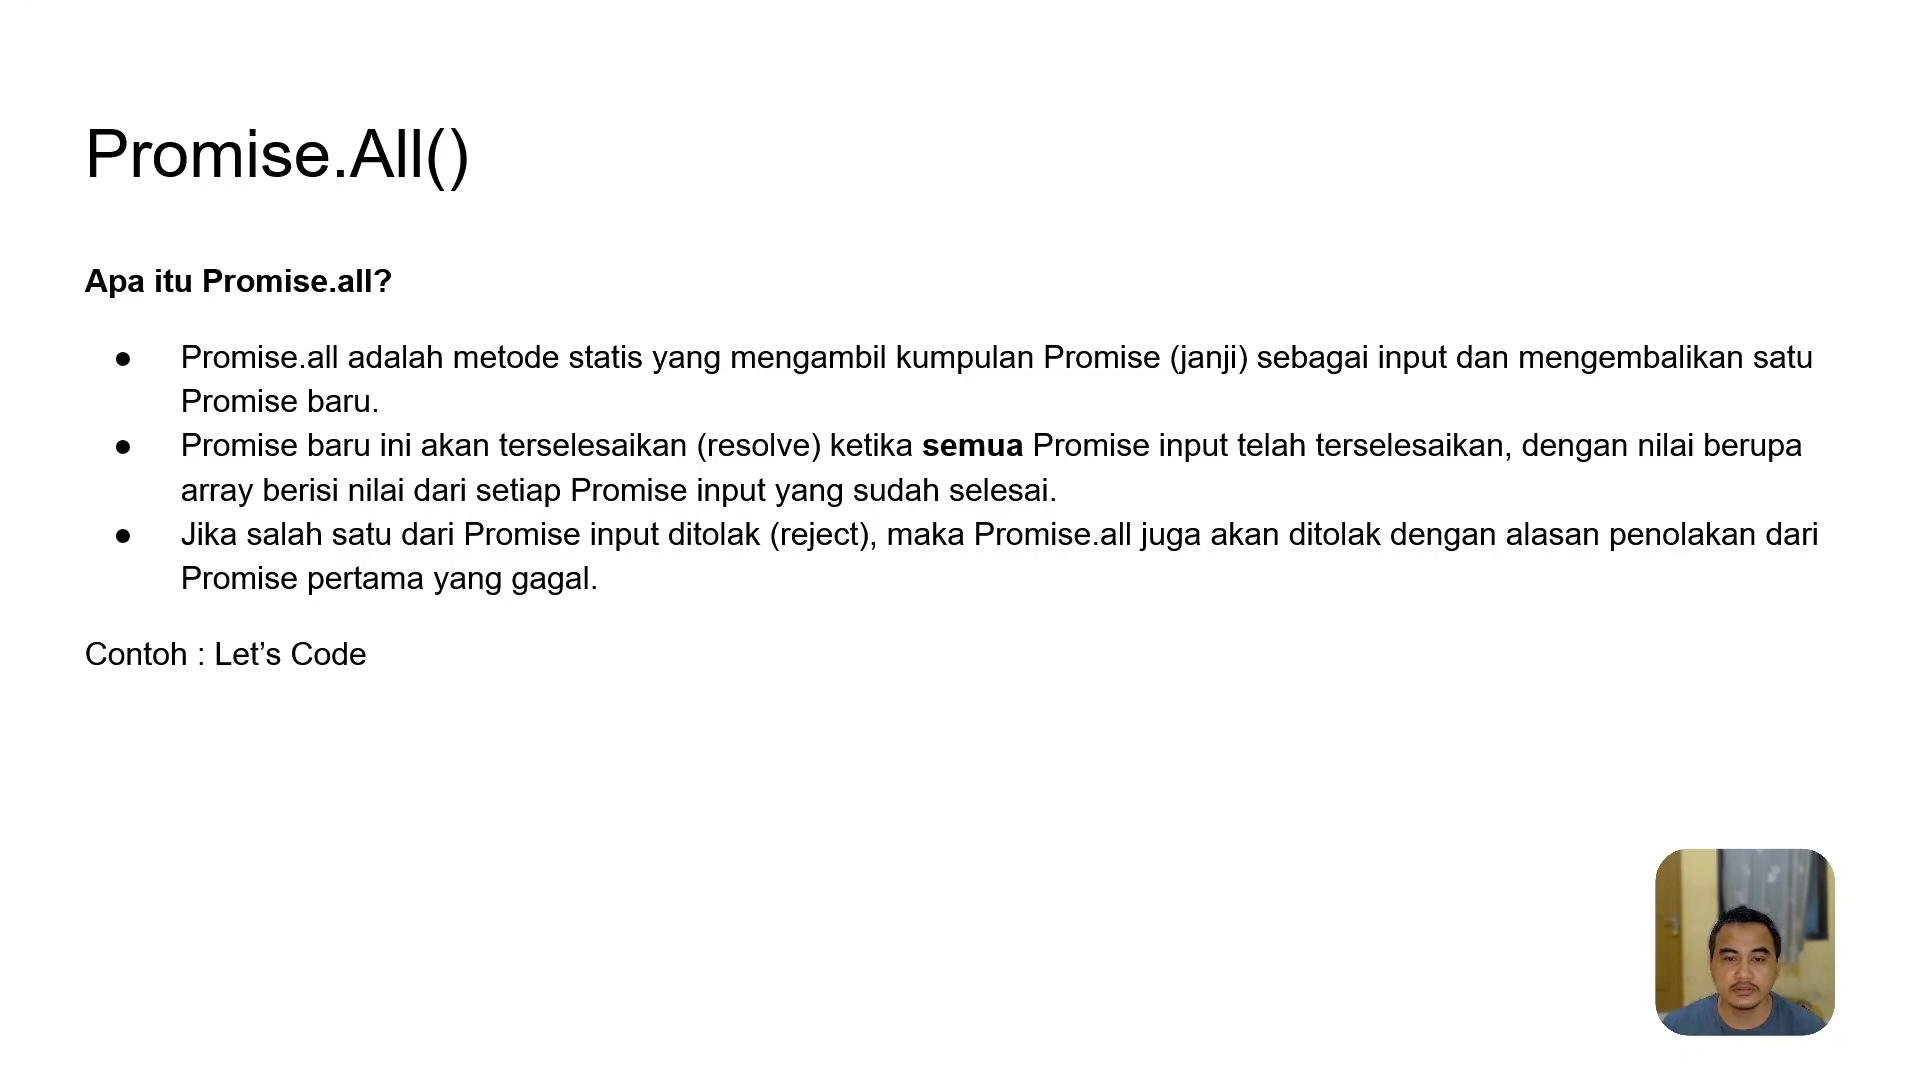 Promise.All()
Apa itu Promise.all?
● Promise.all adalah metode statis yang mengambil kumpulan Promise (janji) sebagai input dan mengembalikan satu
Promise baru.
● Promise baru ini akan terselesaikan (resolve) ketika semua Promise input telah terselesaikan, dengan nilai berupa
array berisi nilai dari setiap Promise input yang sudah selesai.
● Jika salah satu dari Promise input ditolak (reject), maka Promise.all juga akan ditolak dengan alasan penolakan dari
Promise pertama yang gagal.
Contoh : Let’s Code